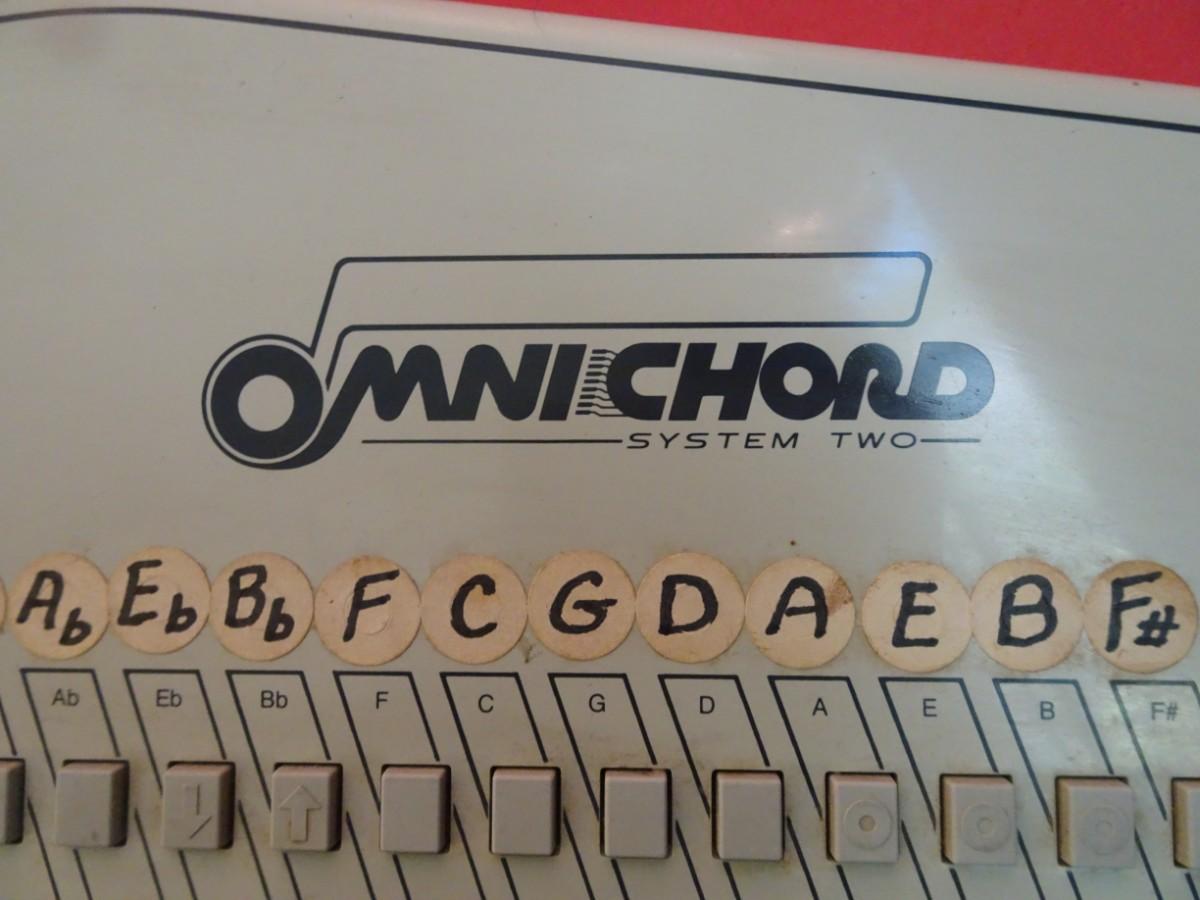 OMNICHORD
SYSTEM TWO
Ab Eb Bb F C G D A E B F#
Ab Eb Bb F C G D A E B F#